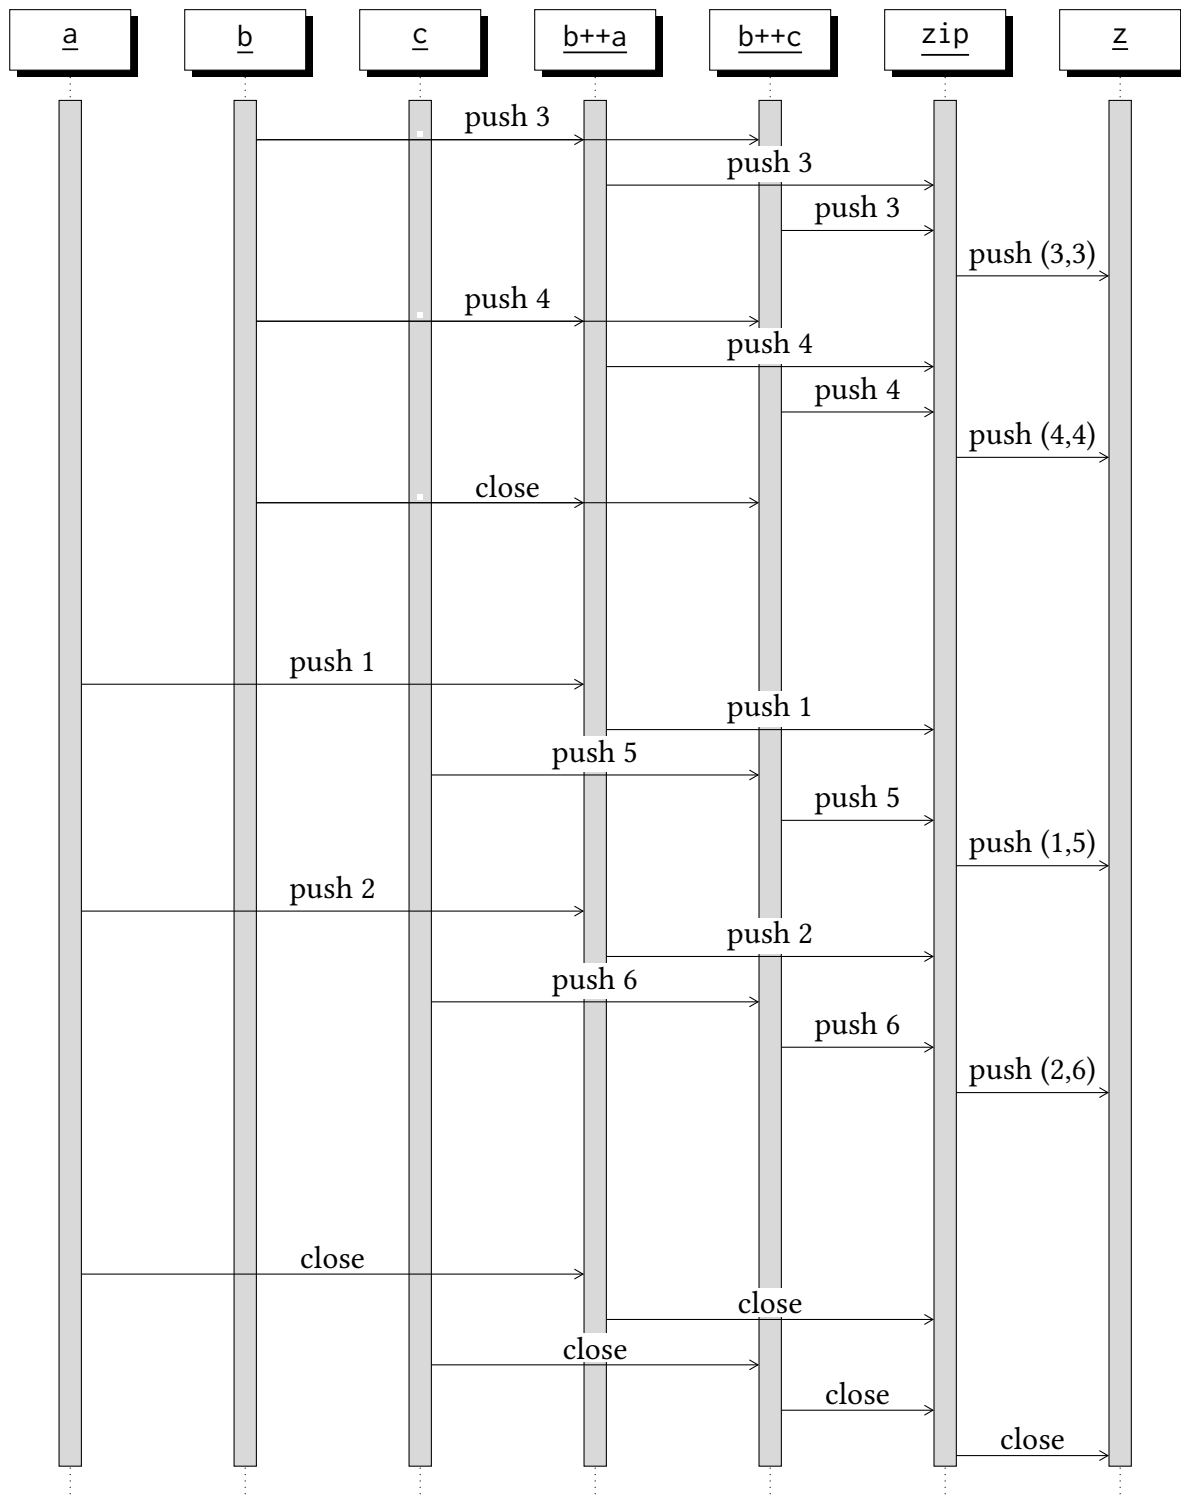 a b c b++a b++c zip z
push 3
push 3
push 3
push (3,3)
push 4
push 4
push 4
push (4,4)
close
push 1
push 1
push 5
push 5
push (1,5)
push 2
push 2
push 6
push 6
push (2,6)
close
close
close
close
close